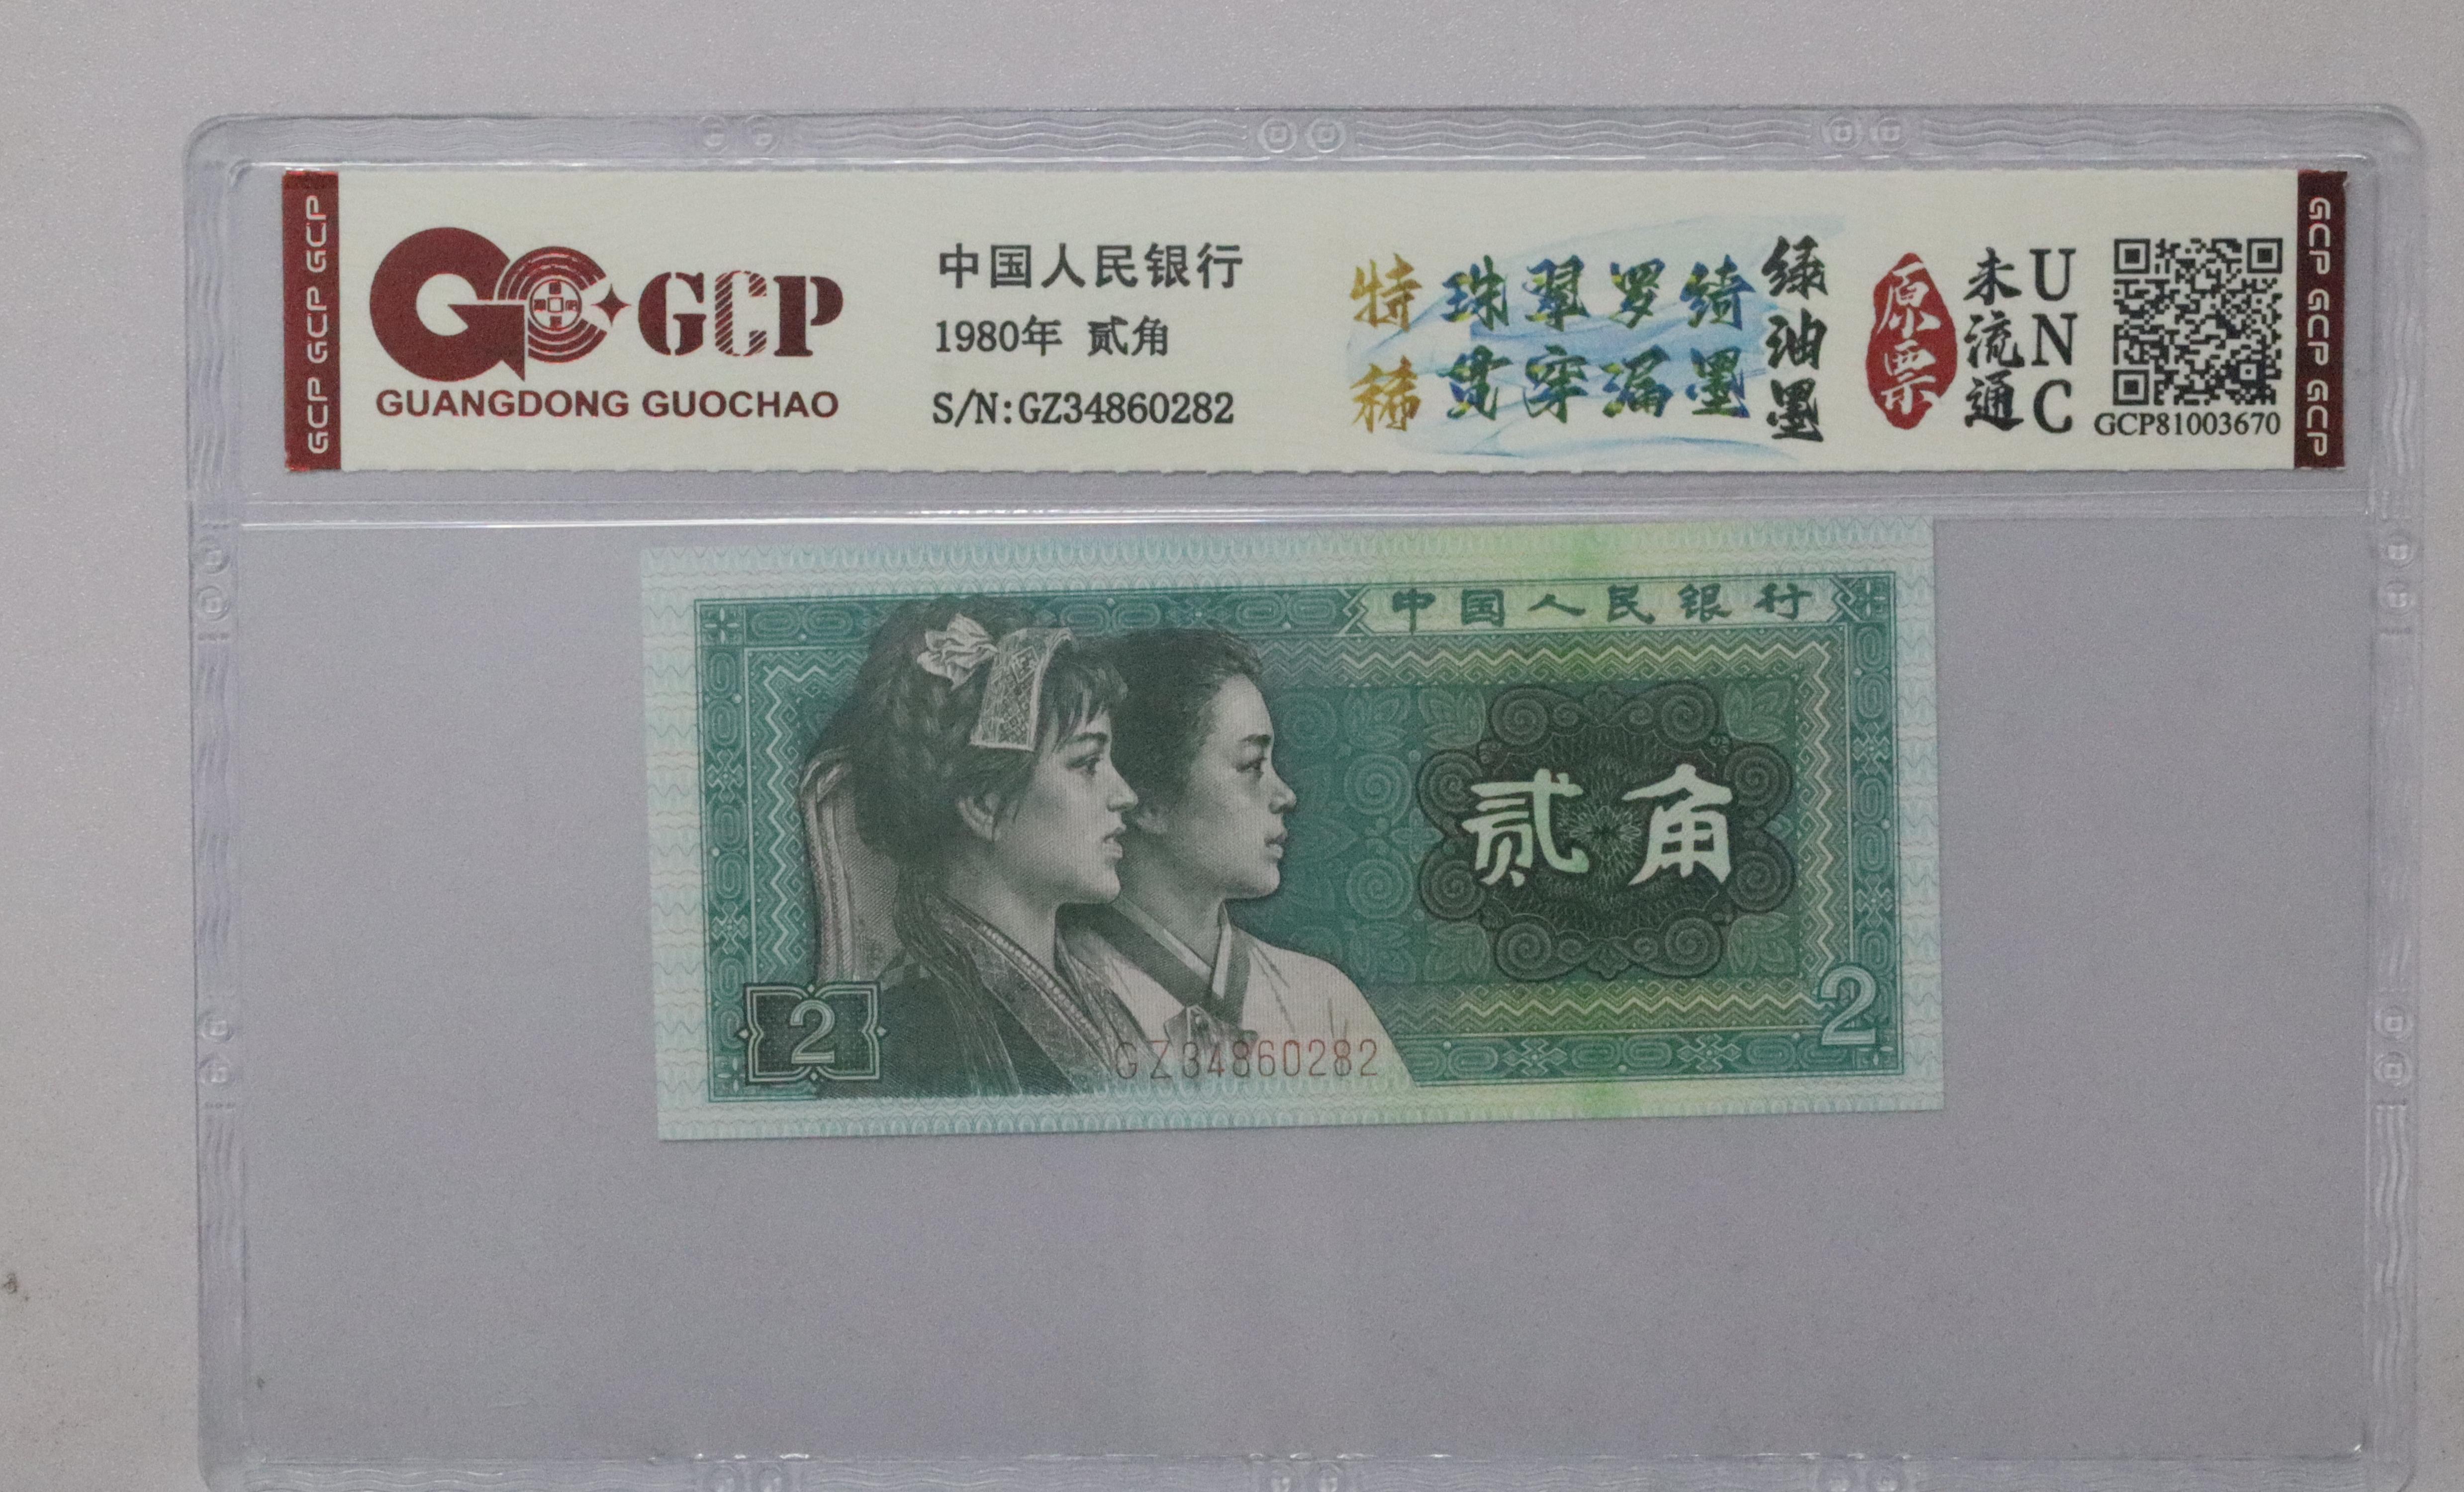 GCP GCP GCP
GCP
GUANGDONG GUOCHAO
中国人民银行
1980年 贰角
S/N:GZ34860282
特稀
珠翠罗绮
贯穿漏墨
绿油墨
原票
未流通
UNC
GCP81003670
GCP GCP GCP
中国人民银行
贰角
2
2
GZ34860282